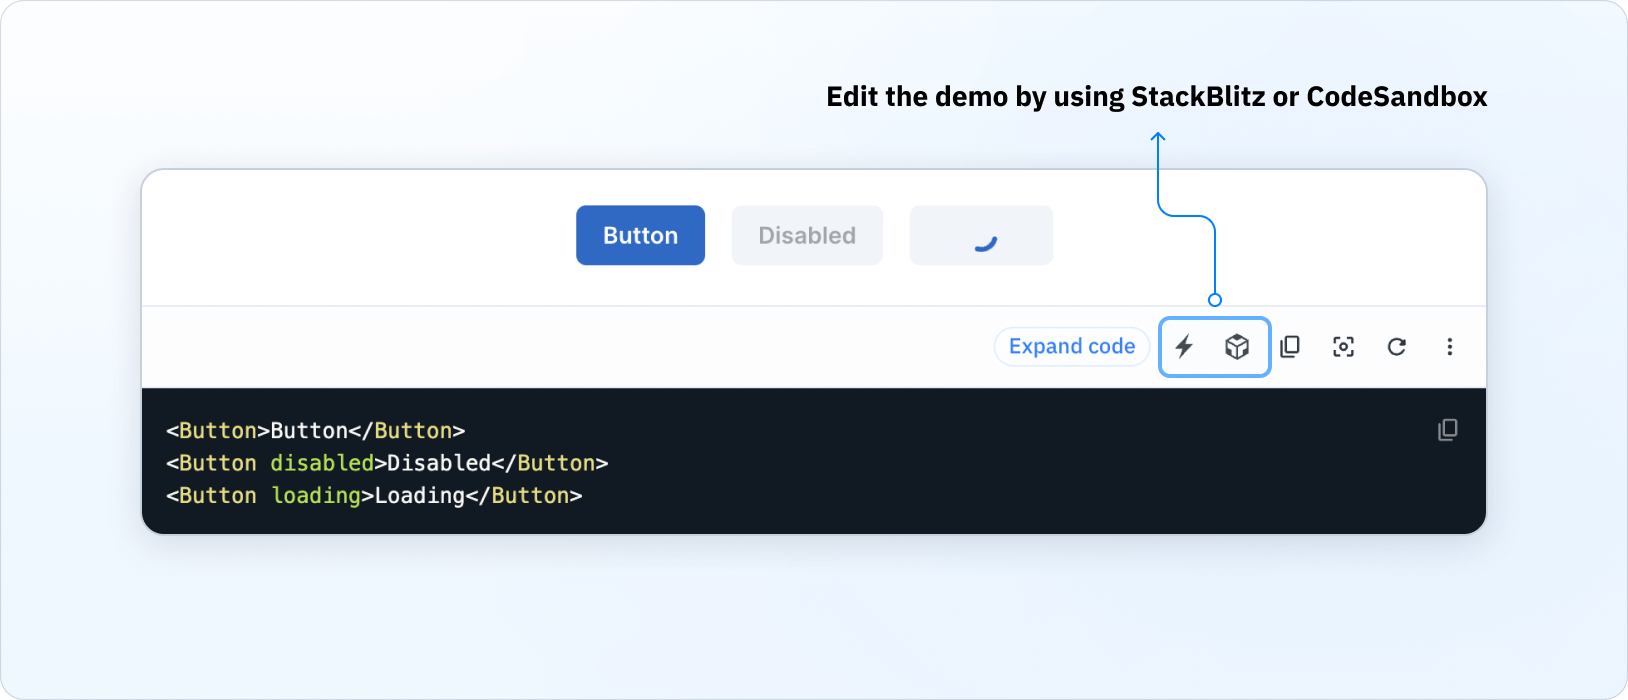 Edit the demo by using StackBlitz or CodeSandbox
Button Disabled
Expand code
<Button>Button</Button>
<Button disabled>Disabled</Button>
<Button loading>Loading</Button>